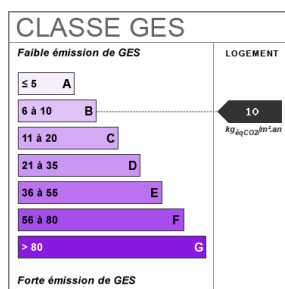 CLASSE GES
Faible émission de GES
LOGEMENT
≤ 5 A
6 à 10 B
10
kgéqCO2/m².an
11 à 20 C
21 à 35 D
36 à 55 E
56 à 80 F
> 80 G
Forte émission de GES